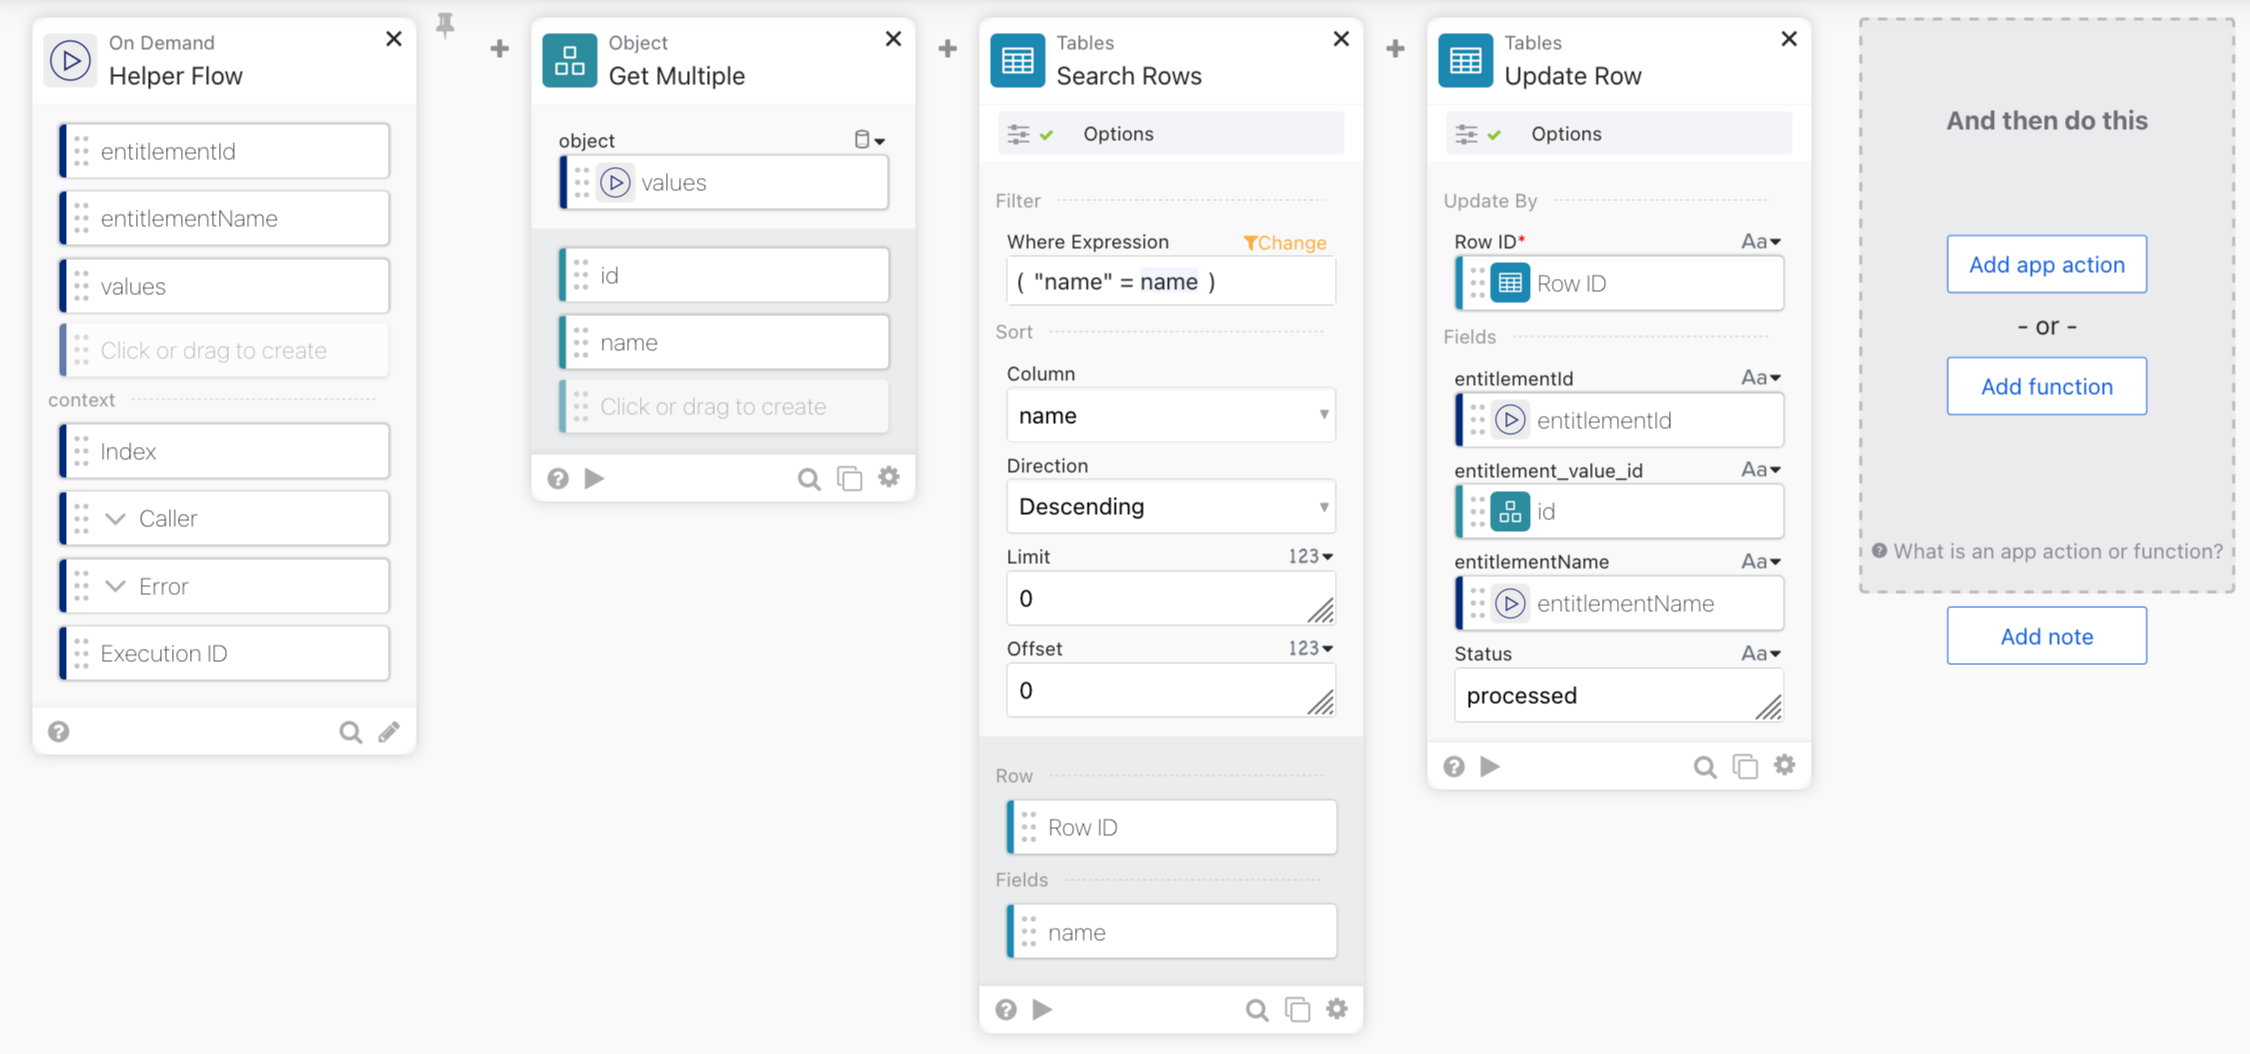 On Demand
Helper Flow
entitlementId
entitlementName
values
Click or drag to create
context
Index
Caller
Error
Execution ID
Object
Get Multiple
object
values
id
name
Click or drag to create
Tables
Search Rows
Options
Filter
Where Expression Change
( "name" = name )
Sort
Column
name
Direction
Descending
Limit 123
0
Offset 123
0
Row
Row ID
Fields
name
Tables
Update Row
Options
Update By
Row ID* Aa
Row ID
Fields
entitlementId Aa
entitlementId
entitlement_value_id Aa
id
entitlementName Aa
entitlementName
Status Aa
processed
And then do this
Add app action
- or -
Add function
What is an app action or function?
Add note